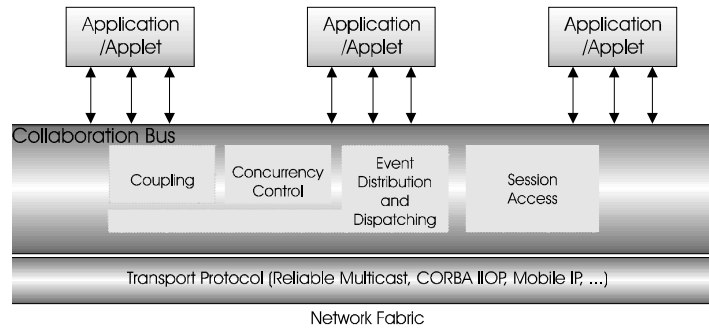 Application
/Applet
Application
/Applet
Application
/Applet
Collaboration Bus
Coupling
Concurrency
Control
Event
Distribution
and
Dispatching
Session
Access
Transport Protocol (Reliable Multicast, CORBA IIOP, Mobile IP, ...)
Network Fabric